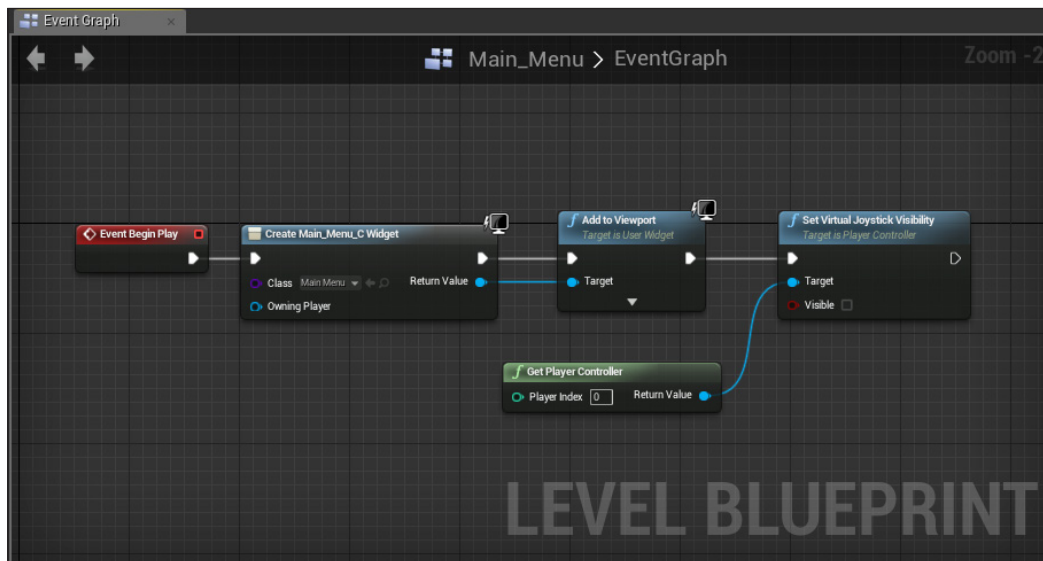 Event Graph
Main_Menu > EventGraph
Zoom -2
Event Begin Play
Create Main_Menu_C Widget
Class Main Menu Return Value
Owning Player
Add to Viewport
Target is User Widget
Target
Set Virtual Joystick Visibility
Target is Player Controller
Target
Visible
Get Player Controller
Player Index 0 Return Value
LEVEL BLUEPRINT